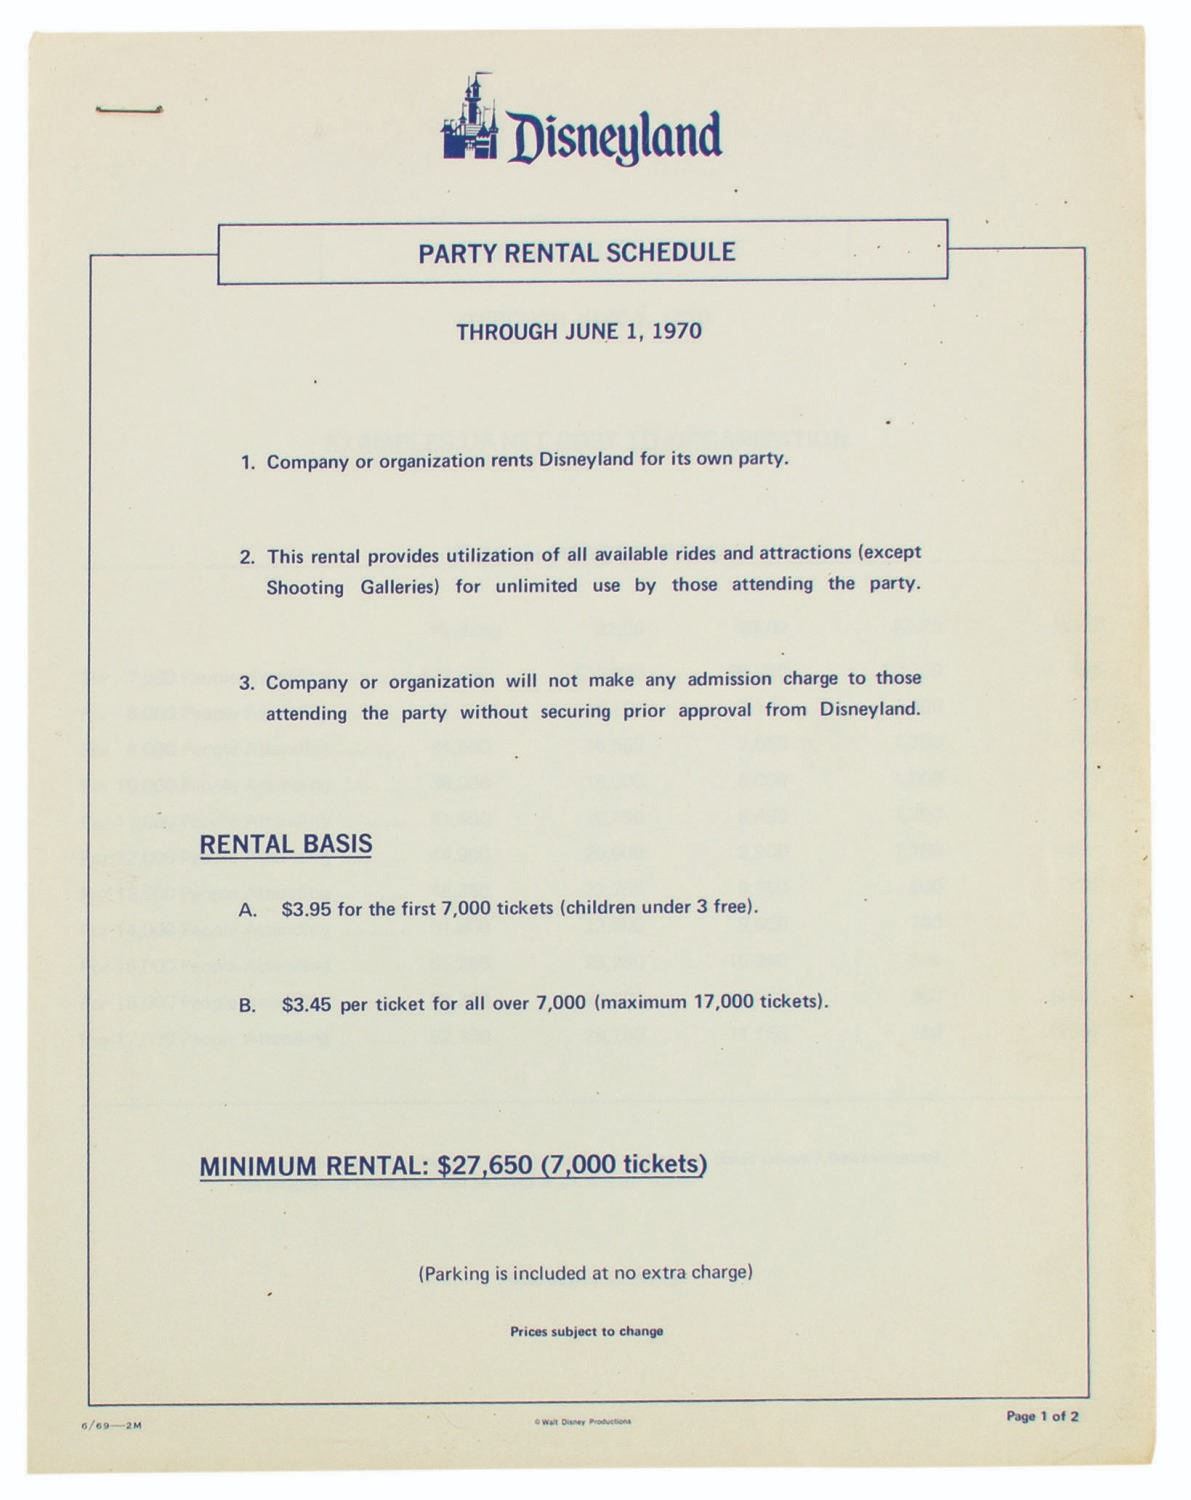 Disneyland
PARTY RENTAL SCHEDULE
THROUGH JUNE 1, 1970
1. Company or organization rents Disneyland for its own party.
2. This rental provides utilization of all available rides and attractions (except
Shooting Galleries) for unlimited use by those attending the party.
3. Company or organization will not make any admission charge to those
attending the party without securing prior approval from Disneyland.
RENTAL BASIS
A. $3.95 for the first 7,000 tickets (children under 3 free).
B. $3.45 per ticket for all over 7,000 (maximum 17,000 tickets).
MINIMUM RENTAL: $27,650 (7,000 tickets)
(Parking is included at no extra charge)
Prices subject to change
6/69—2M
© Walt Disney Productions
Page 1 of 2